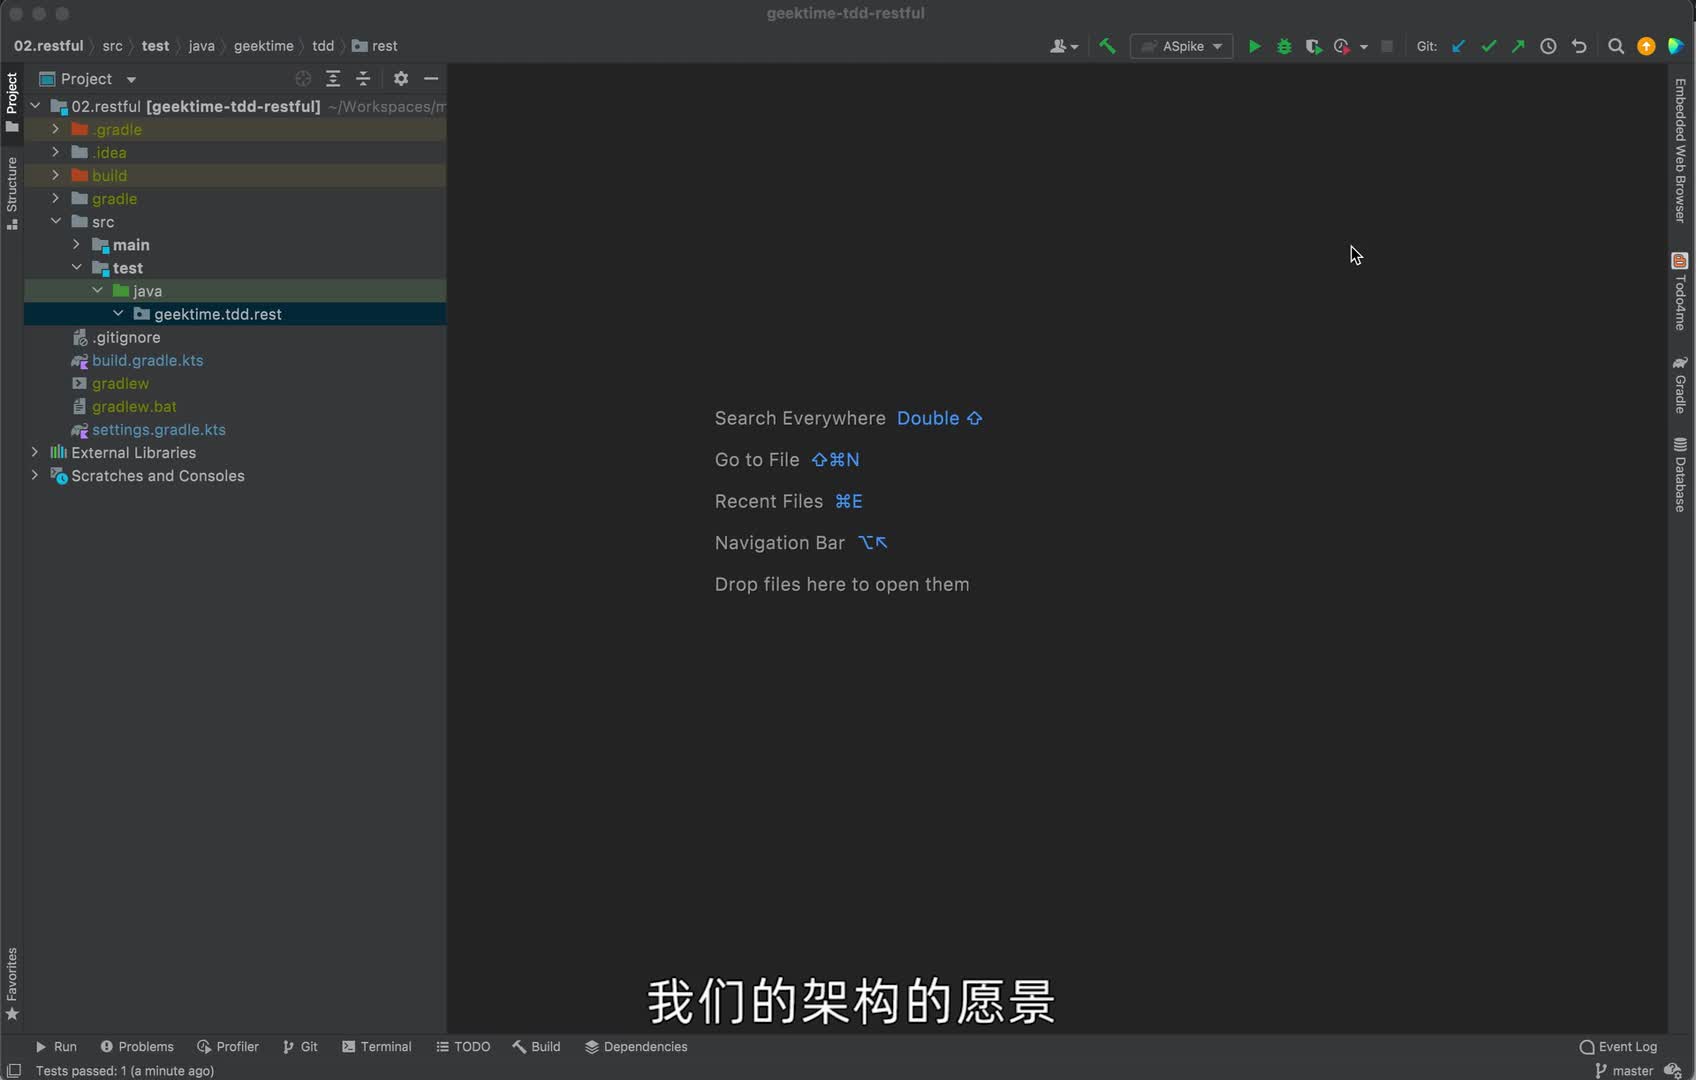 geektime-tdd-restful
02.restful src test java geektime tdd rest
ASpike
Git:
Project
02.restful [geektime-tdd-restful] ~/Workspaces/m
.gradle
.idea
build
gradle
src
main
test
java
geektime.tdd.rest
.gitignore
build.gradle.kts
gradlew
gradlew.bat
settings.gradle.kts
External Libraries
Scratches and Consoles
Project
Structure
Favorites
Search Everywhere Double ⇧
Go to File ⇧⌘N
Recent Files ⌘E
Navigation Bar ⌥↖
Drop files here to open them
Embedded Web Browser
Todo4me
Gradle
Database
我们的架构的愿景
Run Problems Profiler Git Terminal TODO Build Dependencies Event Log
Tests passed: 1 (a minute ago) master